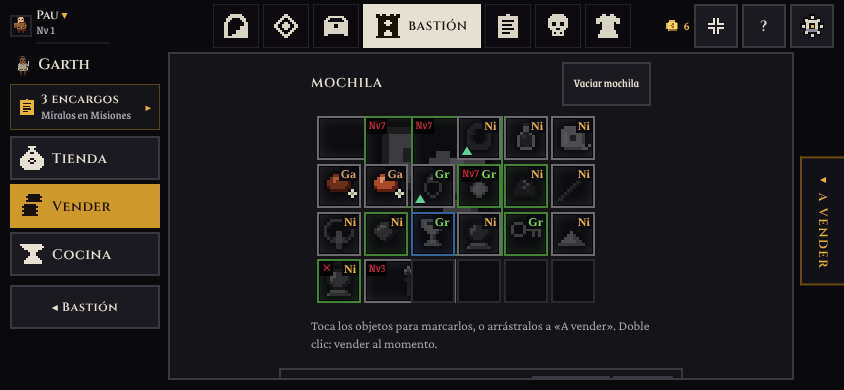 PAU ▼
Nv 1
BASTIÓN
6
?
GARTH
3 ENCARGOS
Míralos en Misiones
TIENDA
VENDER
COCINA
◂ BASTIÓN
MOCHILA
Vaciar mochila
Nv7 Nv7 Ni Ni Ni
Ga Ga Gr Nv7 Gr Ni Ni
Ni Ni Gr Ni Gr Ni
Ni Nv3
Toca los objetos para marcarlos, o arrástralos a «A vender». Doble
clic: vender al momento.
A VENDER